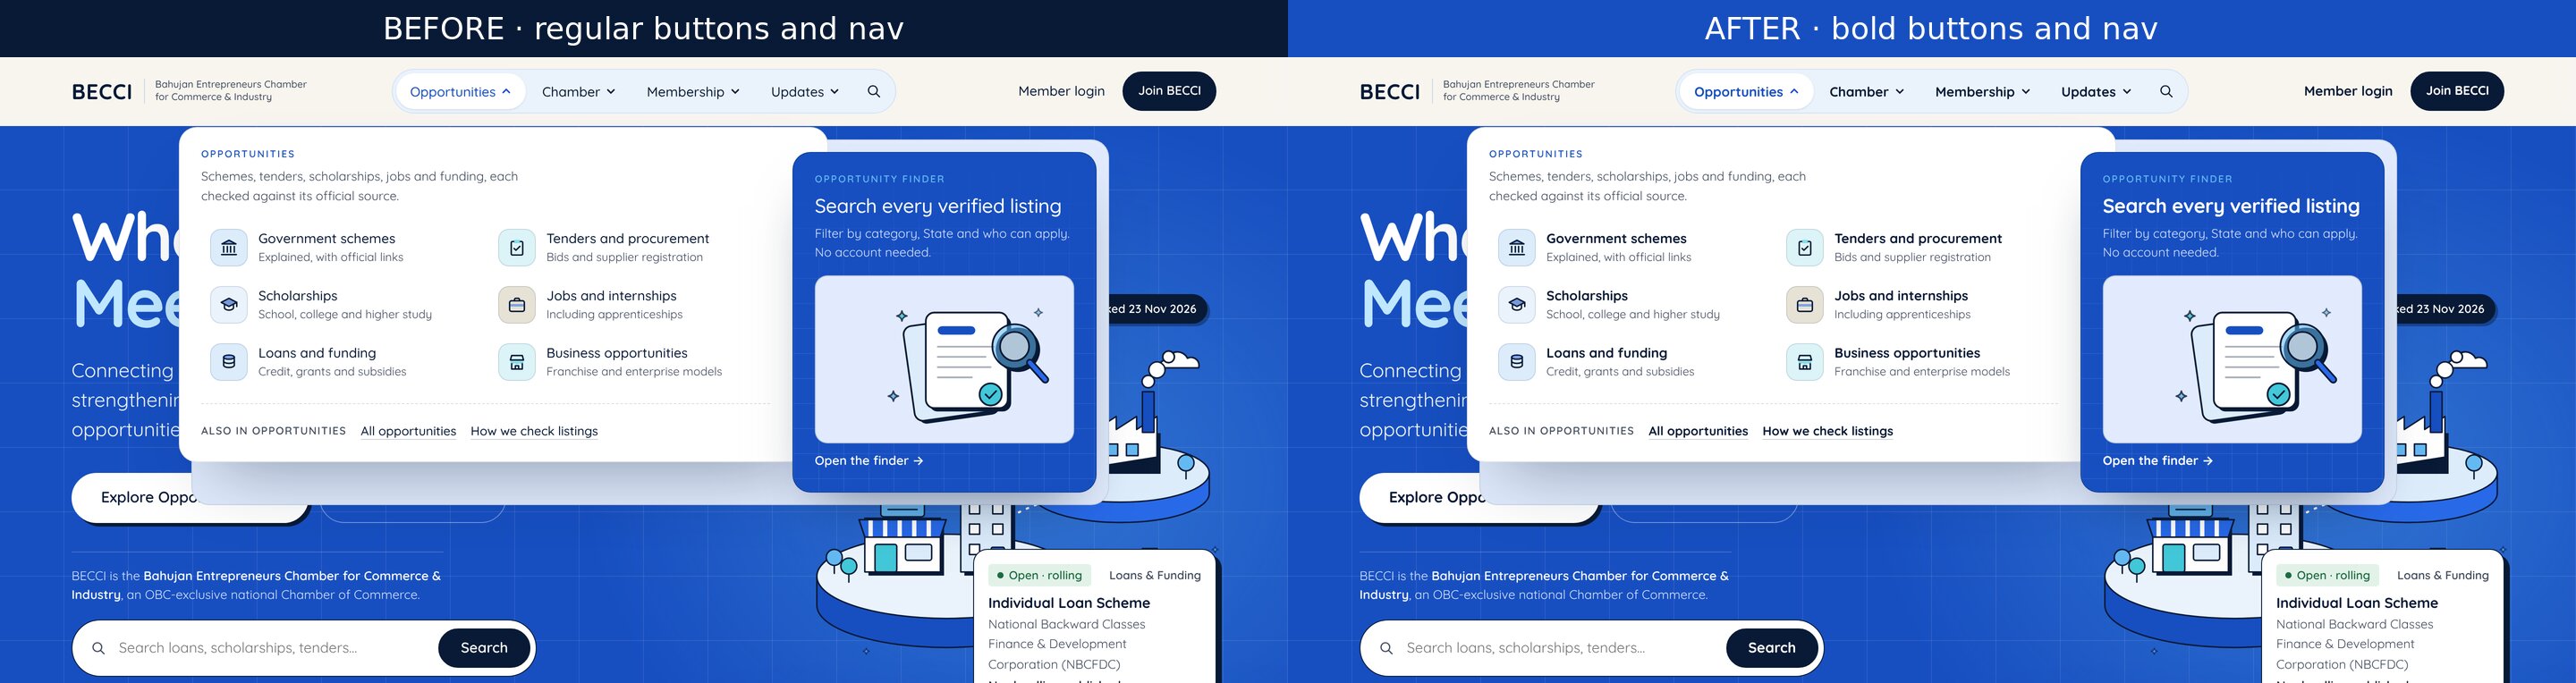 BEFORE · regular buttons and nav
BECCI
Bahujan Entrepreneurs Chamber
for Commerce & Industry
Opportunities
Chamber
Membership
Updates
Member login
Join BECCI
OPPORTUNITIES
Schemes, tenders, scholarships, jobs and funding, each
checked against its official source.
Government schemes
Explained, with official links
Tenders and procurement
Bids and supplier registration
Scholarships
School, college and higher study
Jobs and internships
Including apprenticeships
Loans and funding
Credit, grants and subsidies
Business opportunities
Franchise and enterprise models
ALSO IN OPPORTUNITIES All opportunities How we check listings
OPPORTUNITY FINDER
Search every verified listing
Filter by category, State and who can apply.
No account needed.
Open the finder →
23 Nov 2026
Connecting
Explore
BECCI is the Bahujan Entrepreneurs Chamber for Commerce &
Industry, an OBC-exclusive national Chamber of Commerce.
Search loans, scholarships, tenders...
Search
Open · rolling
Loans & Funding
Individual Loan Scheme
National Backward Classes
Finance & Development
Corporation (NBCFDC)
AFTER · bold buttons and nav
BECCI
Bahujan Entrepreneurs Chamber
for Commerce & Industry
Opportunities
Chamber
Membership
Updates
Member login
Join BECCI
OPPORTUNITIES
Schemes, tenders, scholarships, jobs and funding, each
checked against its official source.
Government schemes
Explained, with official links
Tenders and procurement
Bids and supplier registration
Scholarships
School, college and higher study
Jobs and internships
Including apprenticeships
Loans and funding
Credit, grants and subsidies
Business opportunities
Franchise and enterprise models
ALSO IN OPPORTUNITIES All opportunities How we check listings
OPPORTUNITY FINDER
Search every verified listing
Filter by category, State and who can apply.
No account needed.
Open the finder →
23 Nov 2026
Connecting
Explore
BECCI is the Bahujan Entrepreneurs Chamber for Commerce &
Industry, an OBC-exclusive national Chamber of Commerce.
Search loans, scholarships, tenders...
Search
Open · rolling
Loans & Funding
Individual Loan Scheme
National Backward Classes
Finance & Development
Corporation (NBCFDC)